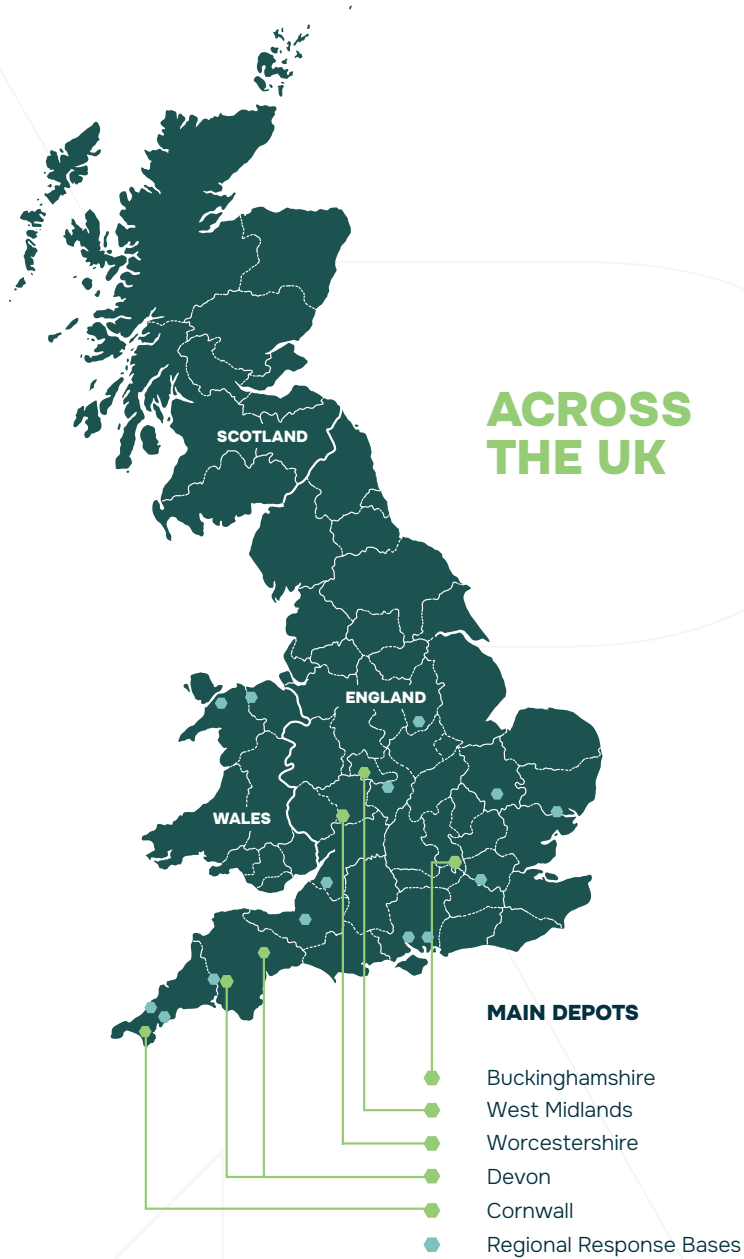 ACROSS
THE UK
SCOTLAND
ENGLAND
WALES
MAIN DEPOTS
Buckinghamshire
West Midlands
Worcestershire
Devon
Cornwall
Regional Response Bases